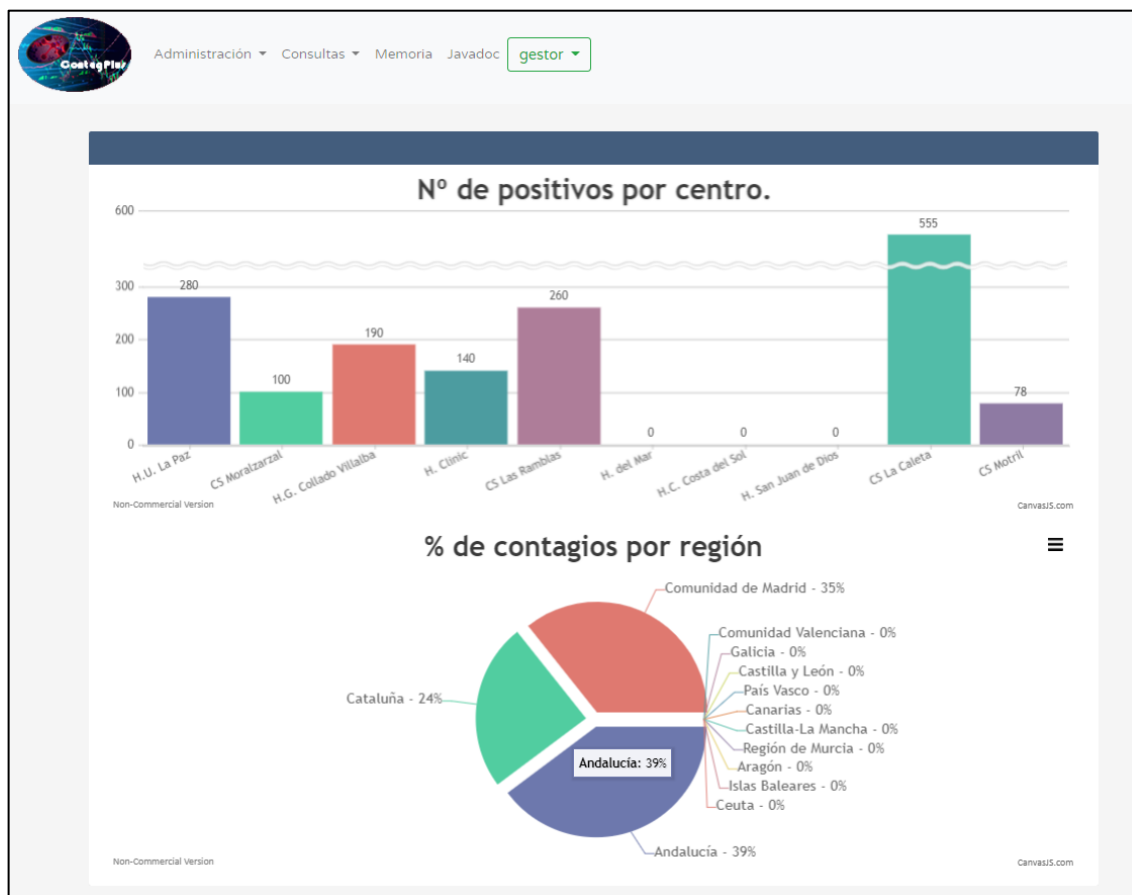 ContagPlus
Administración Consultas Memoria Javadoc gestor
Nº de positivos por centro.
600
555
300
280
260
200
190
140
100
100
78
0
0
0
0
H.U. La Paz
CS Moralzarzal
H.G. Collado Villalba
H. Clinic
CS Las Ramblas
H. del Mar
H.C. Costa del Sol
H. San Juan de Dios
CS La Caleta
CS Motril
Non-Commercial Version
CanvasJS.com
% de contagios por región
Comunidad de Madrid - 35%
Comunidad Valenciana - 0%
Galicia - 0%
Castilla y León - 0%
Cataluña - 24%
País Vasco - 0%
Canarias - 0%
Castilla-La Mancha - 0%
Región de Murcia - 0%
Andalucía: 39%
Aragón - 0%
Islas Baleares - 0%
Ceuta - 0%
Andalucía - 39%
Non-Commercial Version
CanvasJS.com